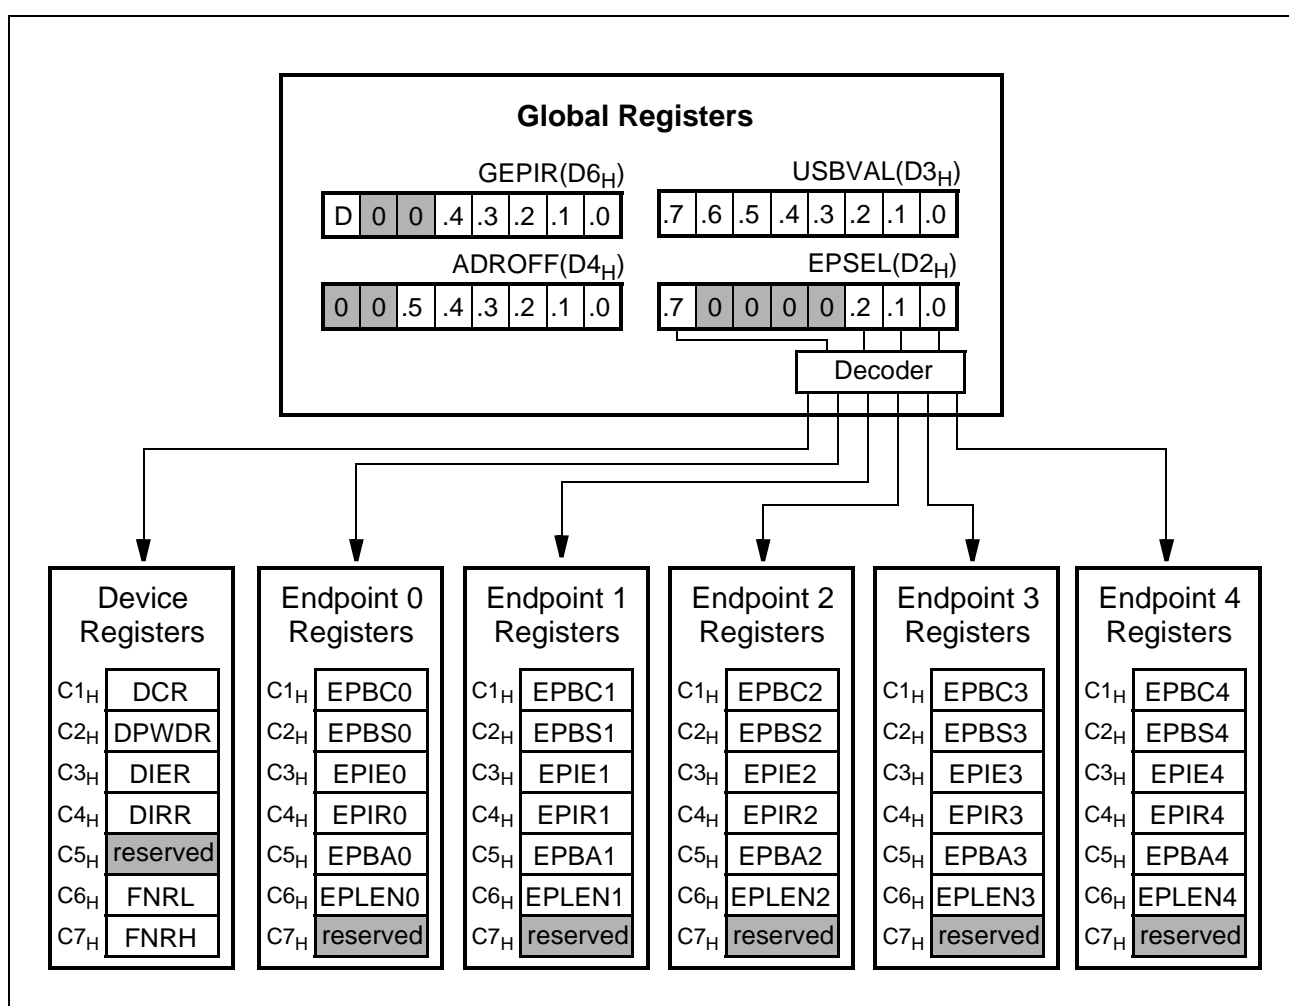 Global Registers
GEPIR(D6H) USBVAL(D3H)
D 0 0 .4 .3 .2 .1 .0 .7 .6 .5 .4 .3 .2 .1 .0
ADROFF(D4H) EPSEL(D2H)
0 0 .5 .4 .3 .2 .1 .0 .7 0 0 0 0 .2 .1 .0
Decoder
Device Registers
C1H DCR
C2H DPWDR
C3H DIER
C4H DIRR
C5H reserved
C6H FNRL
C7H FNRH
Endpoint 0 Registers
C1H EPBC0
C2H EPBS0
C3H EPIE0
C4H EPIR0
C5H EPBA0
C6H EPLEN0
C7H reserved
Endpoint 1 Registers
C1H EPBC1
C2H EPBS1
C3H EPIE1
C4H EPIR1
C5H EPBA1
C6H EPLEN1
C7H reserved
Endpoint 2 Registers
C1H EPBC2
C2H EPBS2
C3H EPIE2
C4H EPIR2
C5H EPBA2
C6H EPLEN2
C7H reserved
Endpoint 3 Registers
C1H EPBC3
C2H EPBS3
C3H EPIE3
C4H EPIR3
C5H EPBA3
C6H EPLEN3
C7H reserved
Endpoint 4 Registers
C1H EPBC4
C2H EPBS4
C3H EPIE4
C4H EPIR4
C5H EPBA4
C6H EPLEN4
C7H reserved